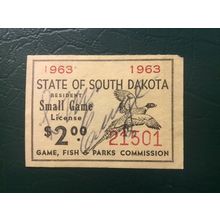 1963 1963
STATE OF SOUTH DAKOTA
RESIDENT
Small Game
License
$2.00
21501
GAME, FISH & PARKS COMMISSION